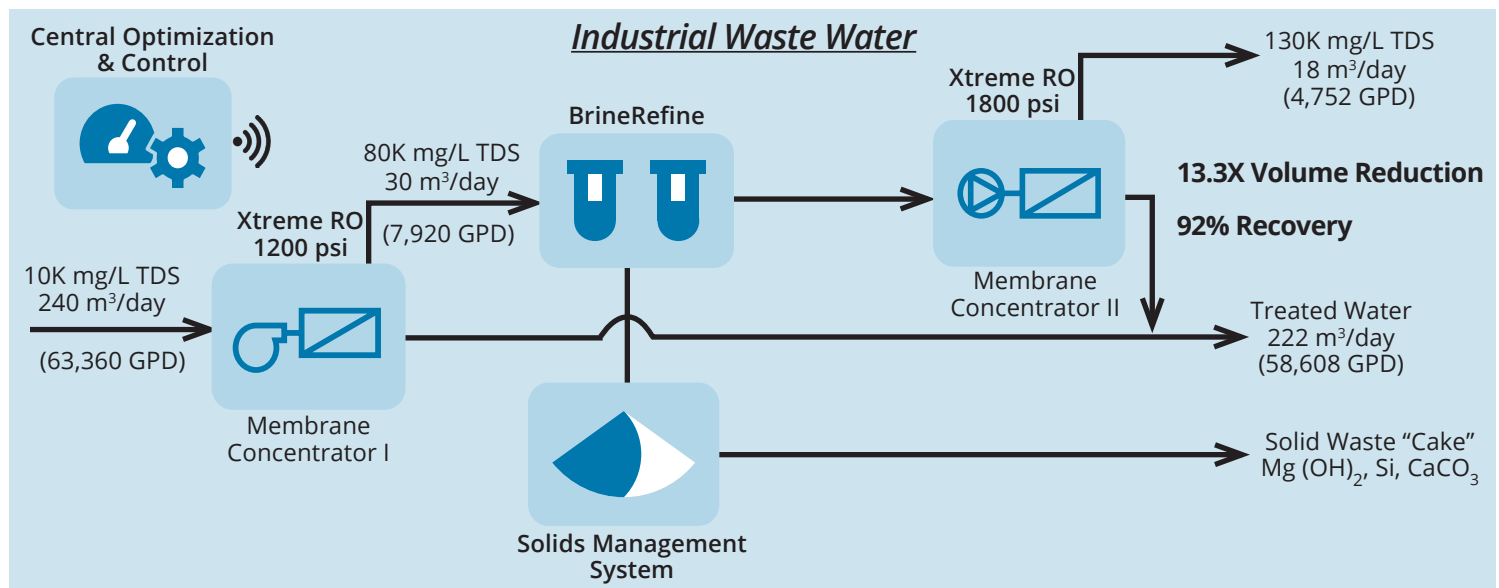 Industrial Waste Water
Central Optimization
& Control
10K mg/L TDS
240 m³/day
(63,360 GPD)
Xtreme RO
1200 psi
Membrane
Concentrator I
80K mg/L TDS
30 m³/day
(7,920 GPD)
BrineRefine
Solids Management
System
Xtreme RO
1800 psi
Membrane
Concentrator II
130K mg/L TDS
18 m³/day
(4,752 GPD)
13.3X Volume Reduction
92% Recovery
Treated Water
222 m³/day
(58,608 GPD)
Solid Waste “Cake”
Mg (OH)₂, Si, CaCO₃